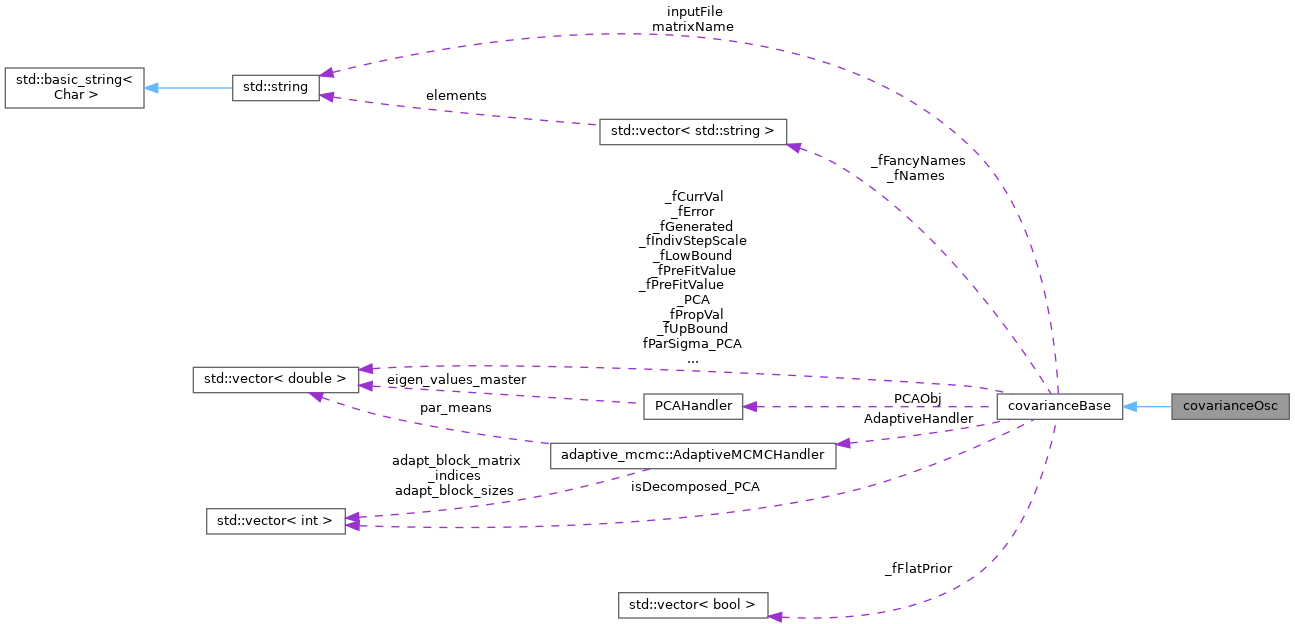 inputFile
matrixName
std::basic_string<
Char >
std::string
elements
std::vector< std::string >
_fFancyNames
_fNames
_fCurrVal
_fError
_fGenerated
_fIndivStepScale
_fLowBound
_fPreFitValue
_fPreFitValue
_PCA
_fPropVal
_fUpBound
fParSigma_PCA
...
std::vector< double >
eigen_values_master
PCAHandler
PCAObj
covarianceBase
covarianceOsc
par_means
AdaptiveHandler
adaptive_mcmc::AdaptiveMCMCHandler
adapt_block_matrix
_indices
adapt_block_sizes
isDecomposed_PCA
std::vector< int >
_fFlatPrior
std::vector< bool >